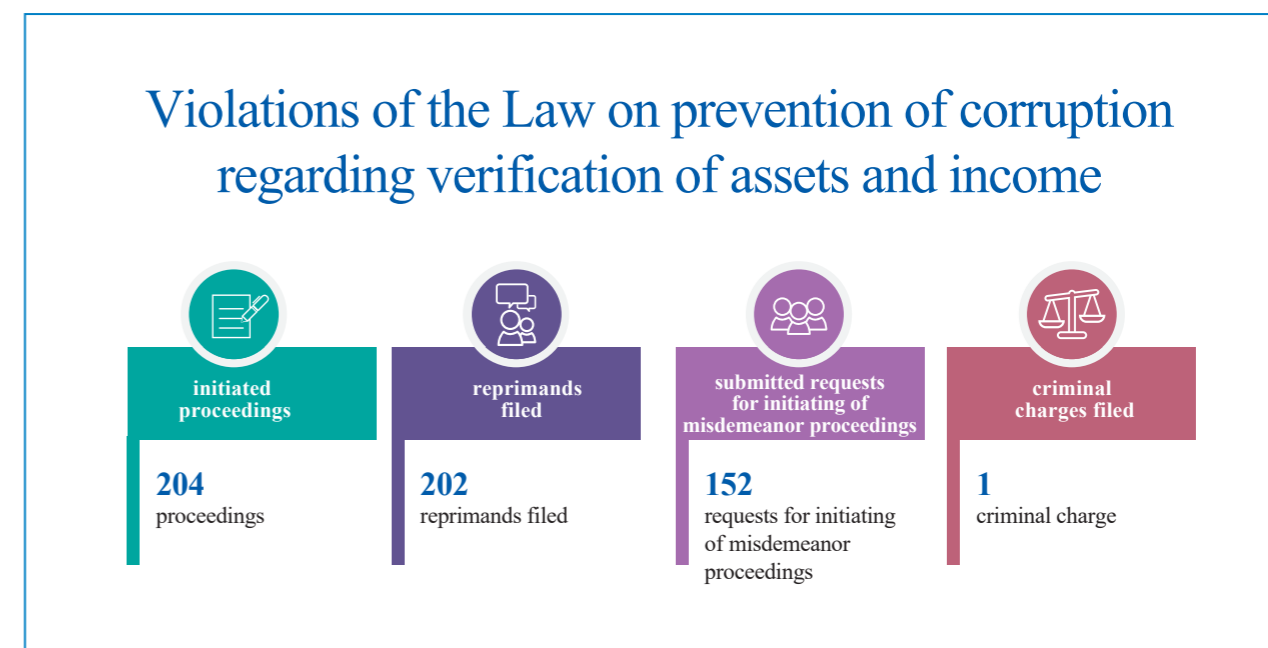 Violations of the Law on prevention of corruption
regarding verification of assets and income
initiated
proceedings
204
proceedings
reprimands
filed
202
reprimands filed
submitted requests
for initiating of
misdemeanor proceedings
152
requests for initiating
of misdemeanor
proceedings
criminal
charges filed
1
criminal charge